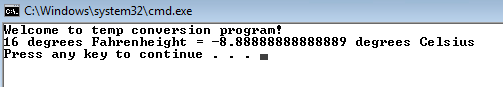 C:\Windows\system32\cmd.exe
Welcome to temp conversion program!
16 degrees Fahrenheight = -8.88888888888889 degrees Celsius
Press any key to continue . . .